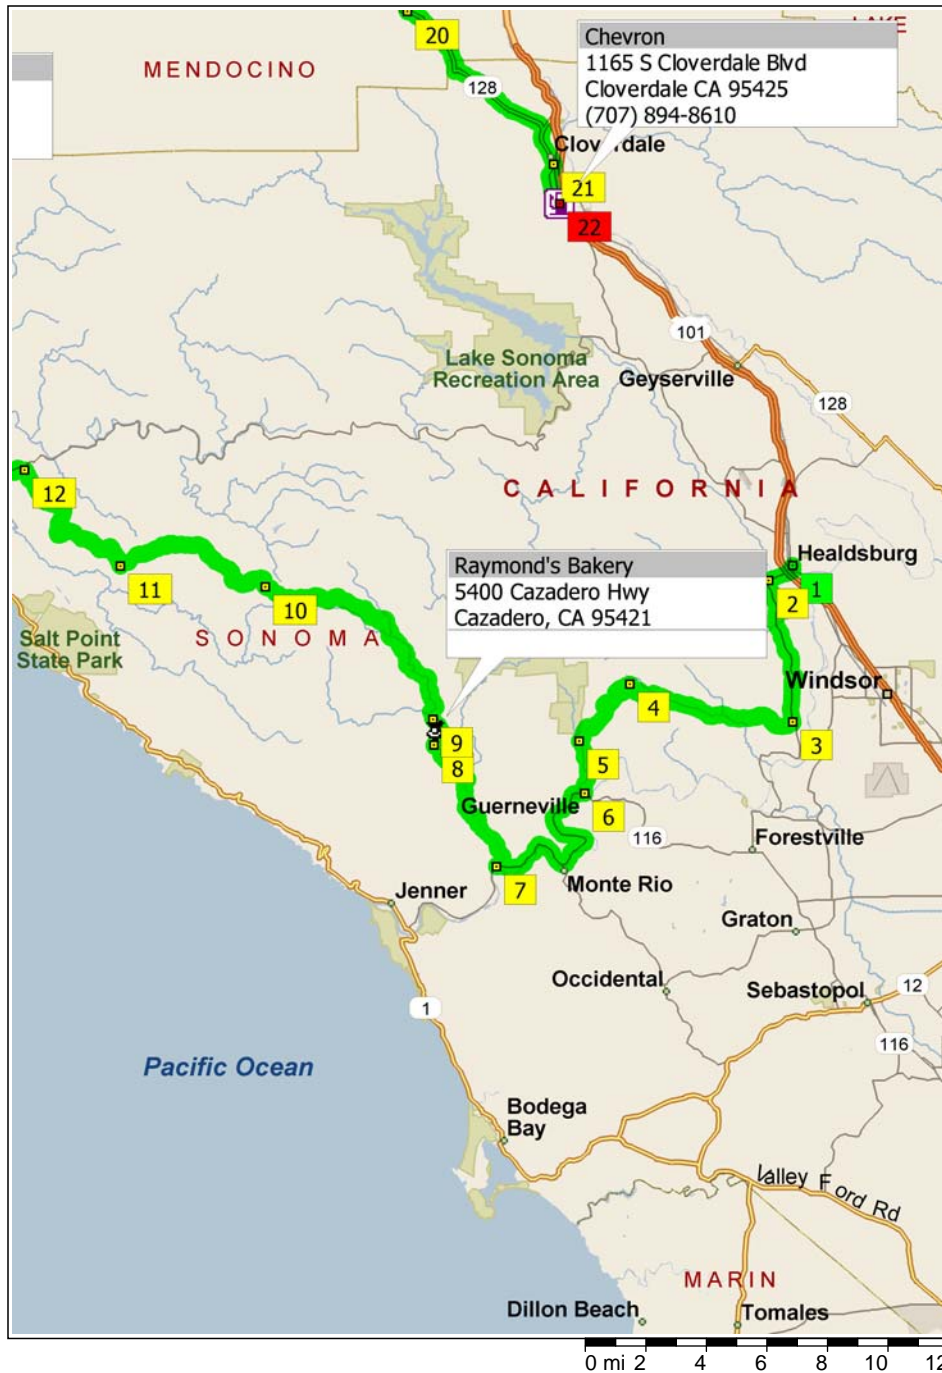 20
LAKE
Chevron
1165 S Cloverdale Blvd
Cloverdale CA 95425
(707) 894-8610
MENDOCINO
128
Cloverdale
21
22
101
Lake Sonoma
Recreation Area
Geyserville
128
12
CALIFORNIA
Healdsburg
Raymond's Bakery
5400 Cazadero Hwy
Cazadero, CA 95421
11
10
2
1
Salt Point
State Park
SONOMA
Windsor
4
3
9
8
5
Guerneville
6
116
Forestville
7
Monte Rio
Jenner
Graton
Occidental
Sebastopol
12
1
116
Pacific Ocean
Bodega
Bay
Valley Ford Rd
MARIN
Dillon Beach
Tomales
0 mi 2 4 6 8 10 12